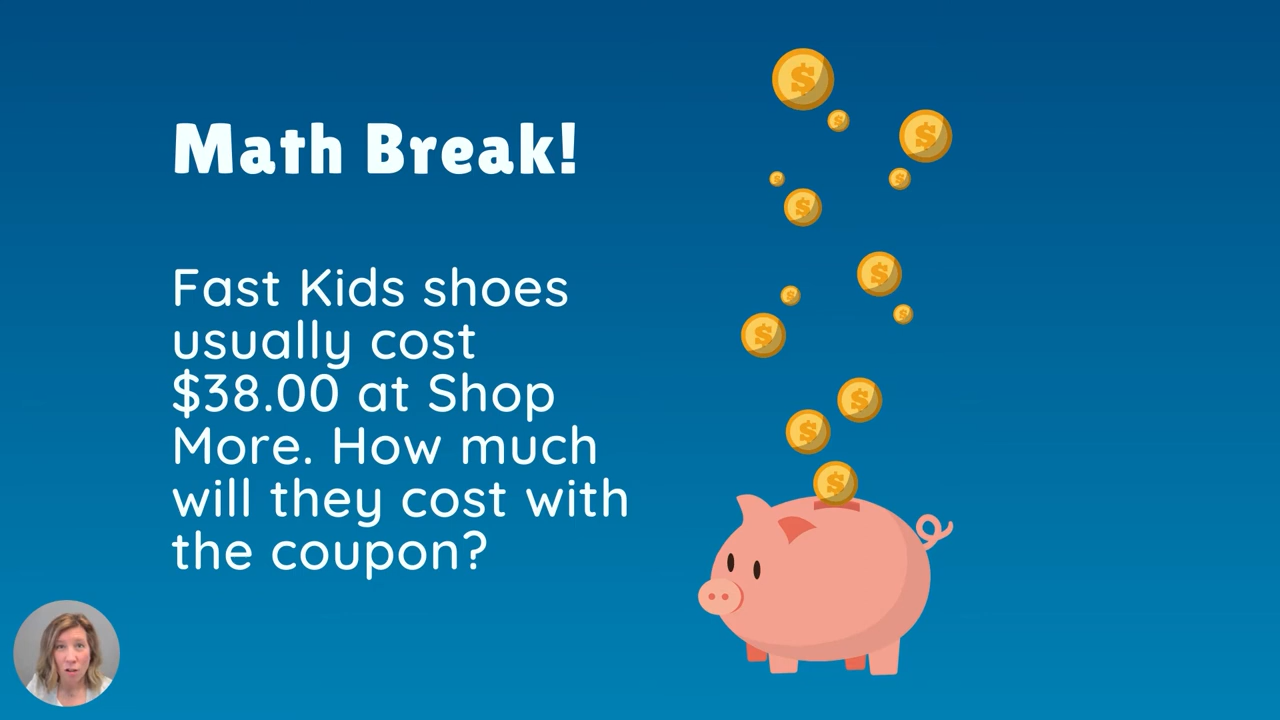 Math Break!
Fast Kids shoes
usually cost
$38.00 at Shop
More. How much
will they cost with
the coupon?